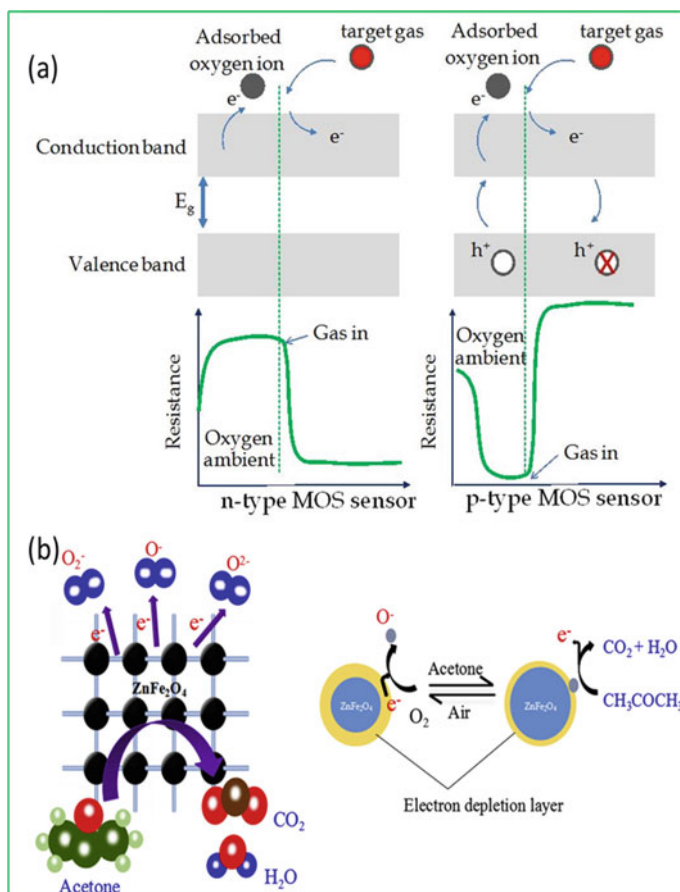 (a)
Adsorbed
oxygen ion
target gas
e⁻
e⁻
Conduction band
E_g
Valence band
Resistance
Gas in
Oxygen
ambient
n-type MOS sensor
Adsorbed
oxygen ion
target gas
e⁻
e⁻
h⁺
h⁺
Resistance
Oxygen
ambient
Gas in
p-type MOS sensor
(b)
O₂⁻
O⁻
O²⁻
e⁻
e⁻
e⁻
ZnFe₂O₄
Acetone
CO₂
H₂O
O⁻
e⁻
O₂
ZnFe₂O₄
Acetone
Air
ZnFe₂O₄
e⁻
CO₂ + H₂O
CH₃COCH₃
Electron depletion layer